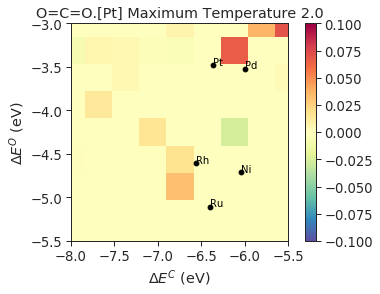 O=C=O.[Pt] Maximum Temperature 2.0
−3.0
−3.5
−4.0
−4.5
−5.0
−5.5
ΔE^O (eV)
Pt
Pd
Rh
Ni
Ru
−8.0 −7.5 −7.0 −6.5 −6.0 −5.5
ΔE^C (eV)
0.100
0.075
0.050
0.025
0.000
−0.025
−0.050
−0.075
−0.100